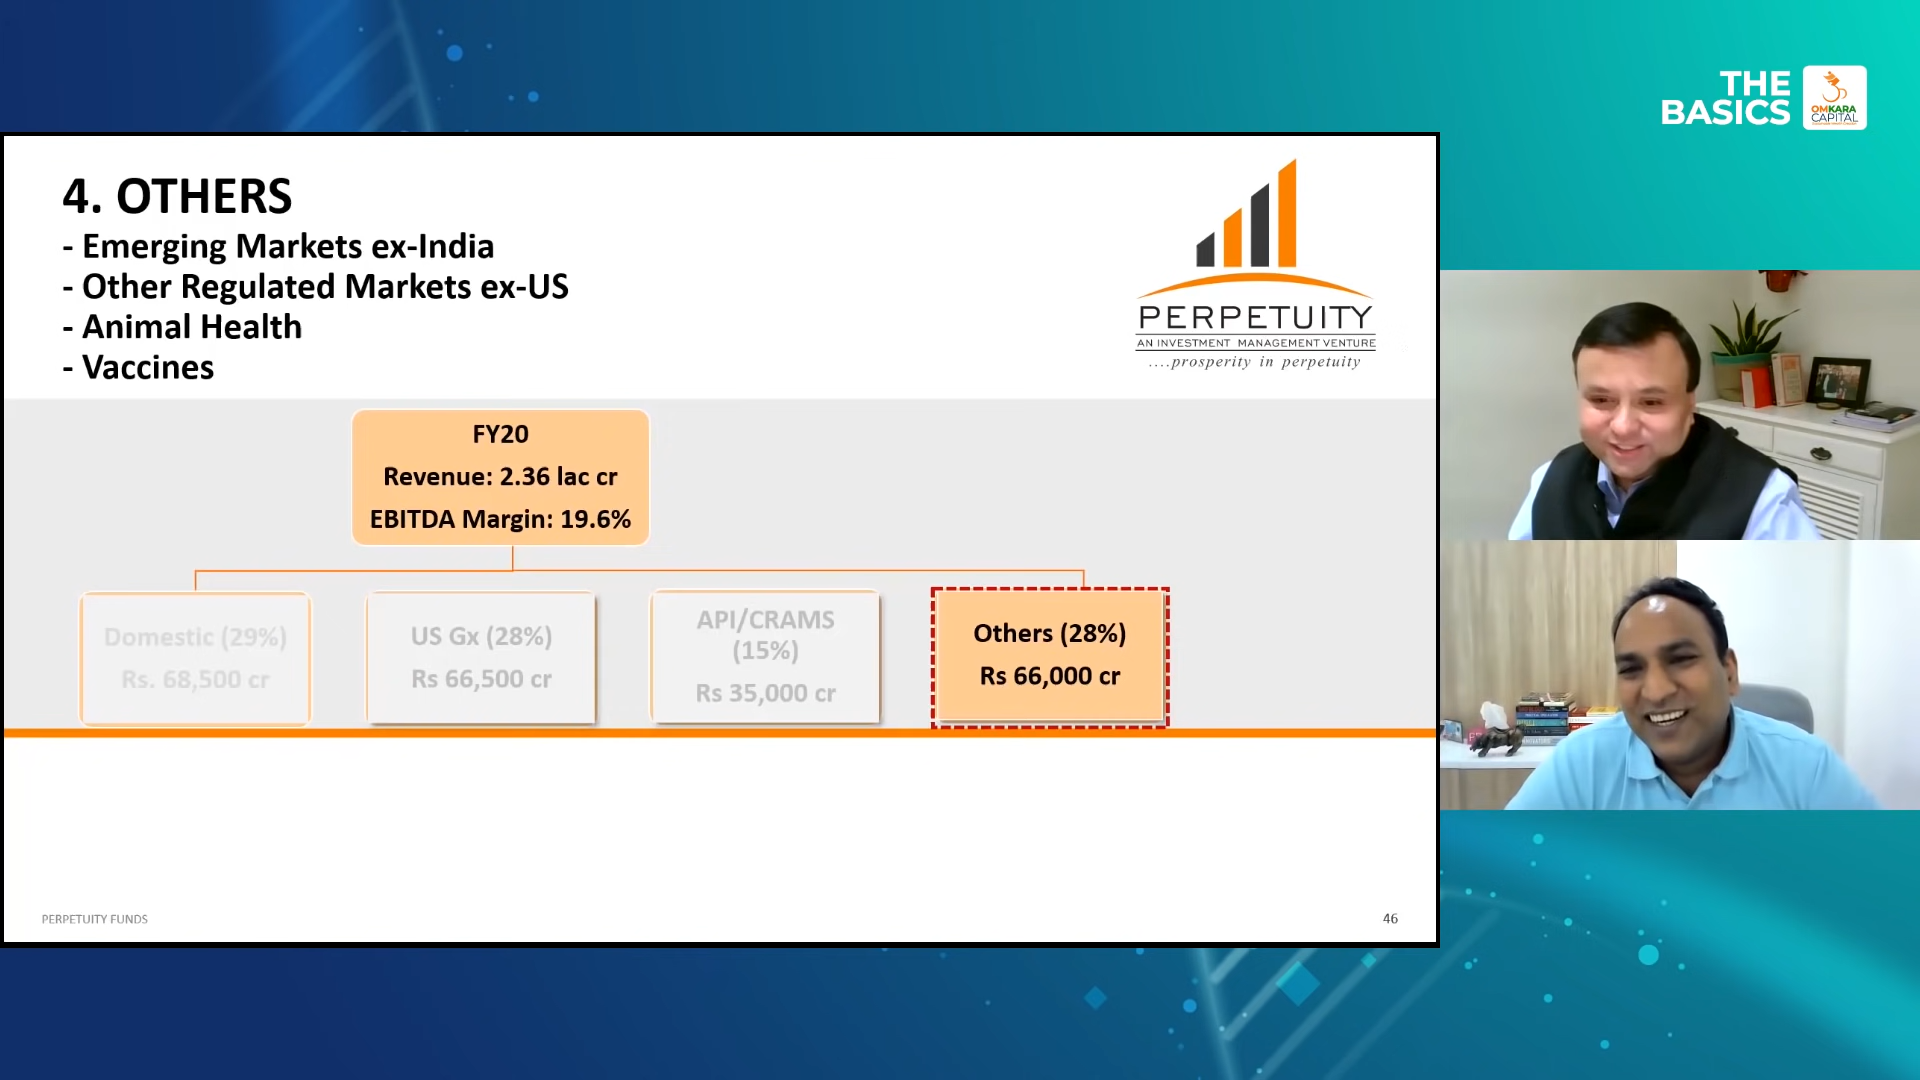 THE
BASICS
OMKARA
CAPITAL
4. OTHERS
- Emerging Markets ex-India
- Other Regulated Markets ex-US
- Animal Health
- Vaccines
PERPETUITY
AN INVESTMENT MANAGEMENT VENTURE
....prosperity in perpetuity
FY20
Revenue: 2.36 lac cr
EBITDA Margin: 19.6%
Domestic (29%)
Rs. 68,500 cr
US Gx (28%)
Rs 66,500 cr
API/CRAMS
(15%)
Rs 35,000 cr
Others (28%)
Rs 66,000 cr
PERPETUITY FUNDS
46